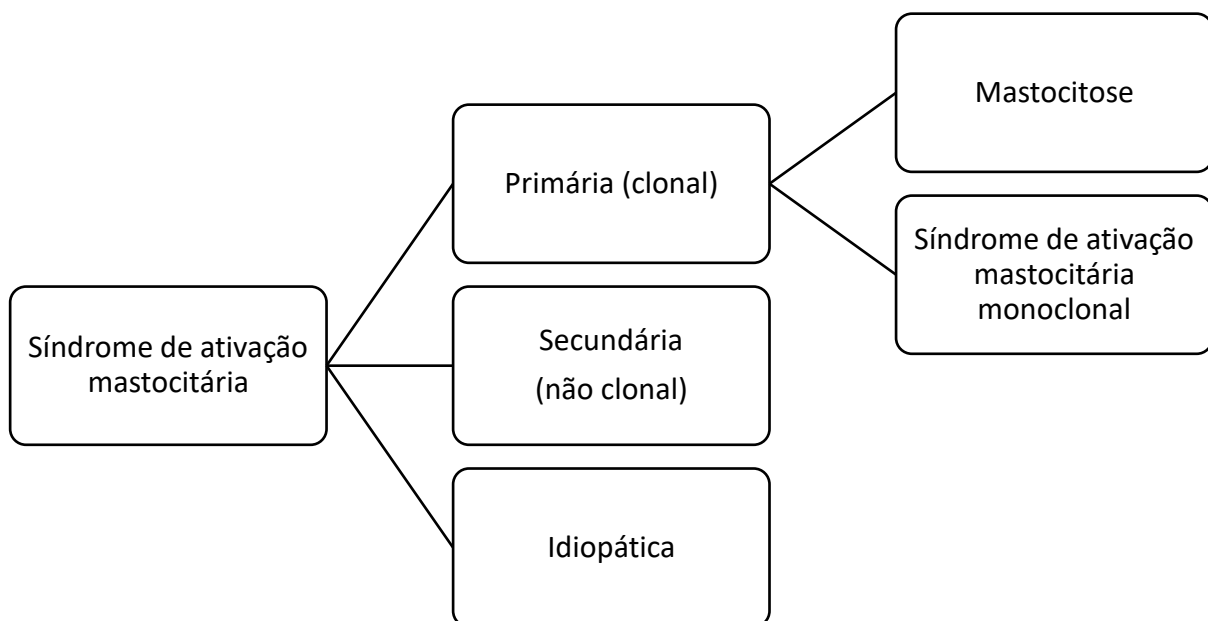 Síndrome de ativação
mastocitária
Primária (clonal)
Secundária
(não clonal)
Idiopática
Mastocitose
Síndrome de ativação
mastocitária
monoclonal